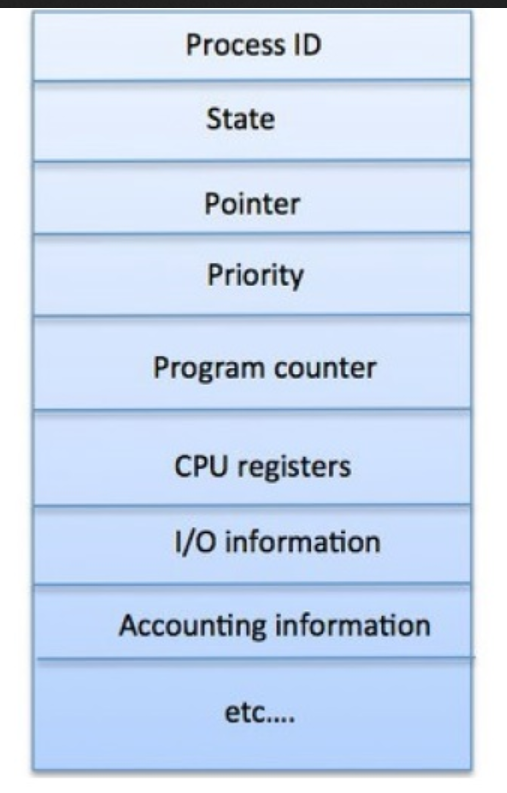 Process ID
State
Pointer
Priority
Program counter
CPU registers
I/O information
Accounting information
etc....